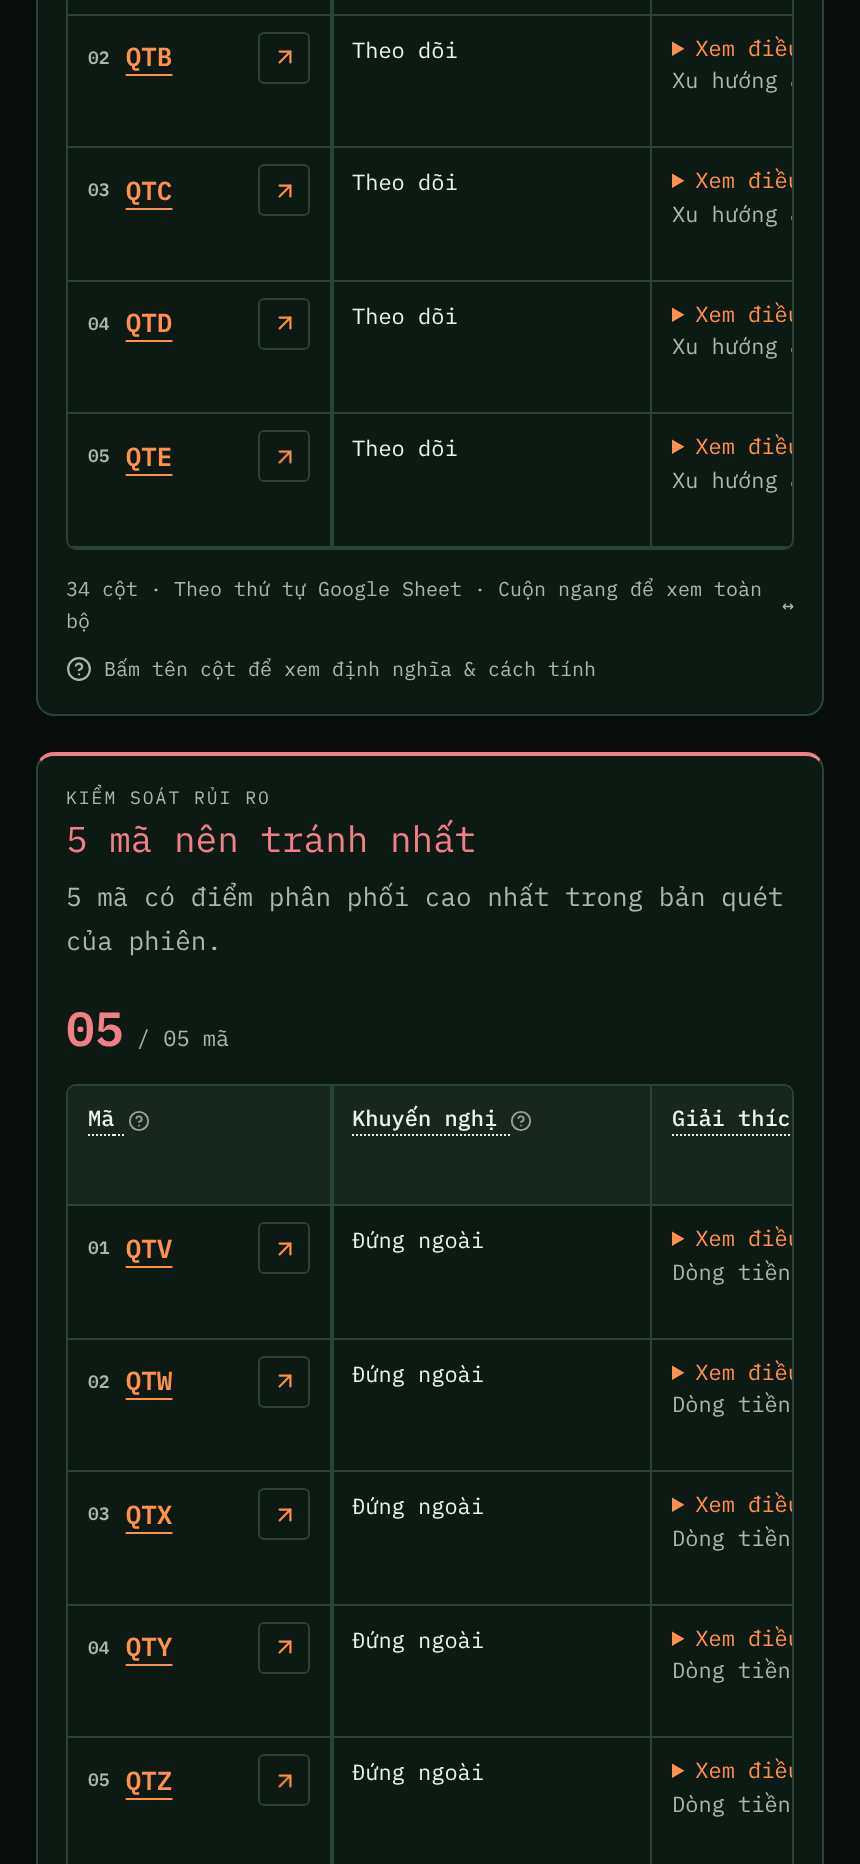 02 QTB Theo dõi ▶ Xem
Xu hướng
03 QTC Theo dõi ▶ Xem
Xu hướng
04 QTD Theo dõi ▶ Xem
Xu hướng
05 QTE Theo dõi ▶ Xem
Xu hướng
34 cột · Theo thứ tự Google Sheet · Cuộn ngang để xem toàn
bộ ↔
Bấm tên cột để xem định nghĩa & cách tính
KIỂM SOÁT RỦI RO
5 mã nên tránh nhất
5 mã có điểm phân phối cao nhất trong bản quét
của phiên.
05 / 05 mã
Mã Khuyến nghị Giải
01 QTV Đứng ngoài ▶ Xem
Dòng tiền
02 QTW Đứng ngoài ▶ Xem
Dòng tiền
03 QTX Đứng ngoài ▶ Xem
Dòng tiền
04 QTY Đứng ngoài ▶ Xem
Dòng tiền
05 QTZ Đứng ngoài ▶ Xem
Dòng tiền